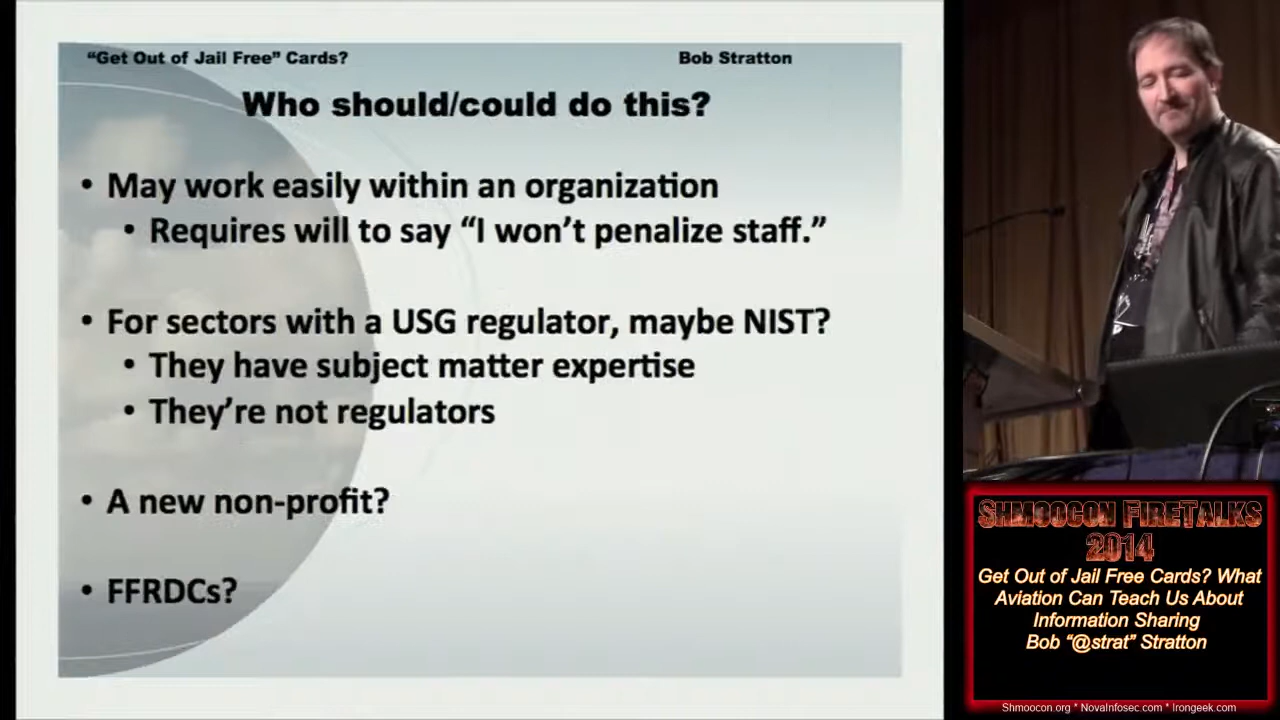 “Get Out of Jail Free” Cards?
Bob Stratton
Who should/could do this?
• May work easily within an organization
• Requires will to say “I won’t penalize staff.”
• For sectors with a USG regulator, maybe NIST?
• They have subject matter expertise
• They’re not regulators
• A new non-profit?
• FFRDCs?
Shmoocon FireTalks
2014
Get Out of Jail Free Cards? What
Aviation Can Teach Us About
Information Sharing
Bob “@strat” Stratton
Shmoocon.org * NovaInfosec.com * Irongeek.com